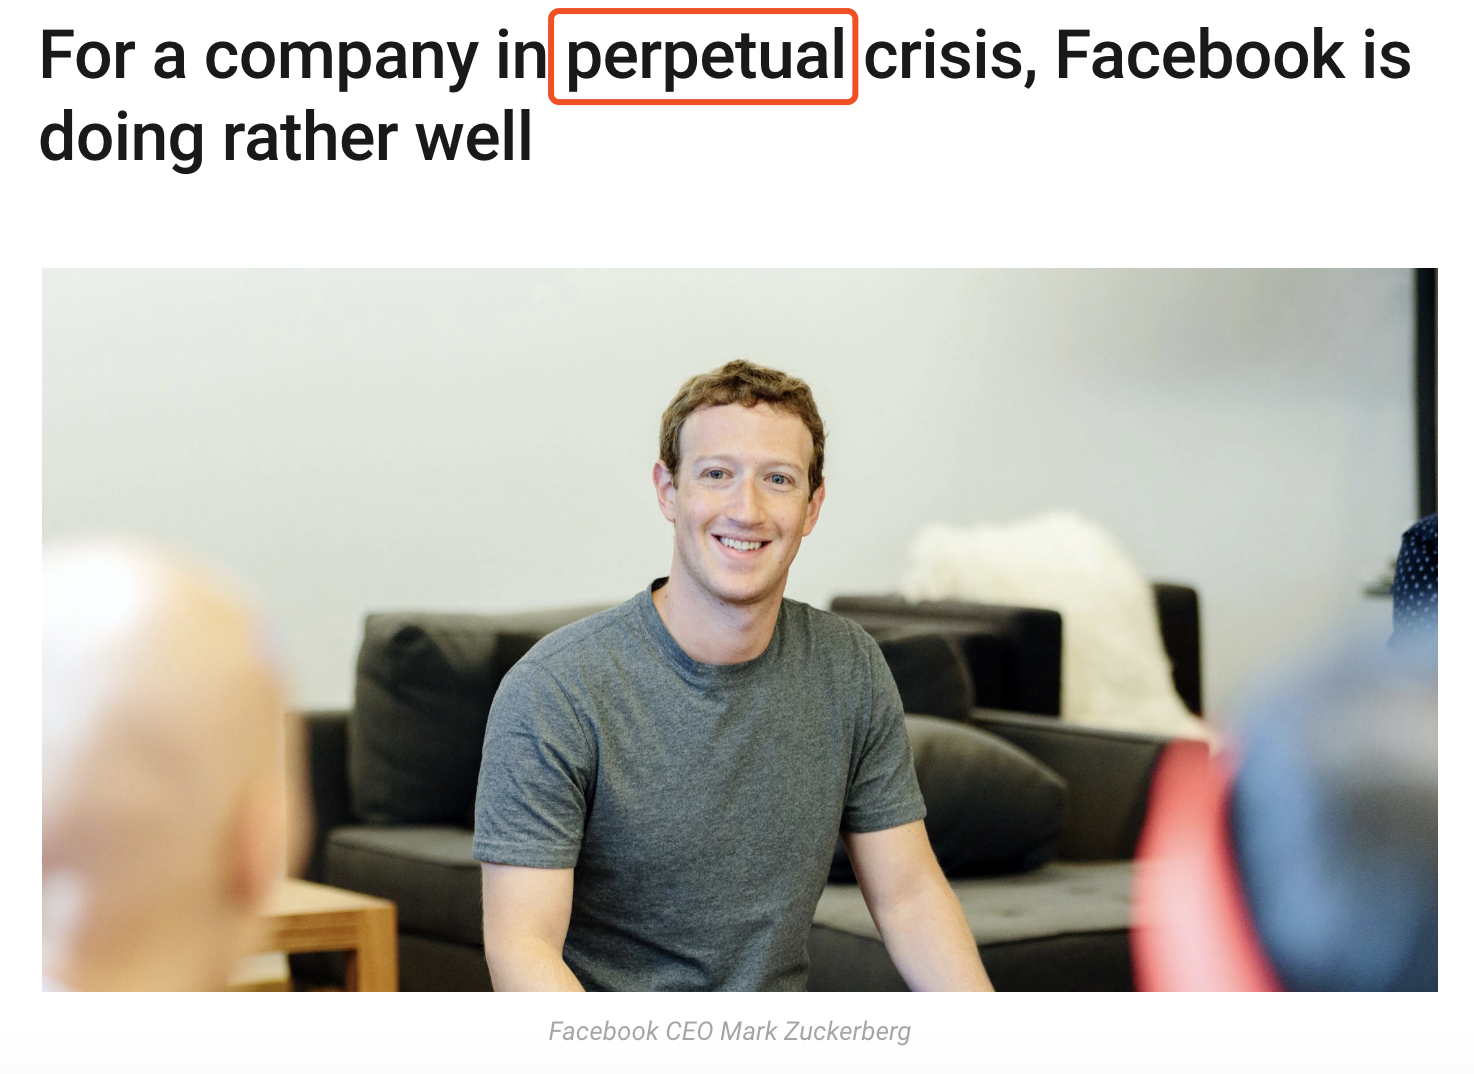 For a company in perpetual crisis, Facebook is
doing rather well
Facebook CEO Mark Zuckerberg